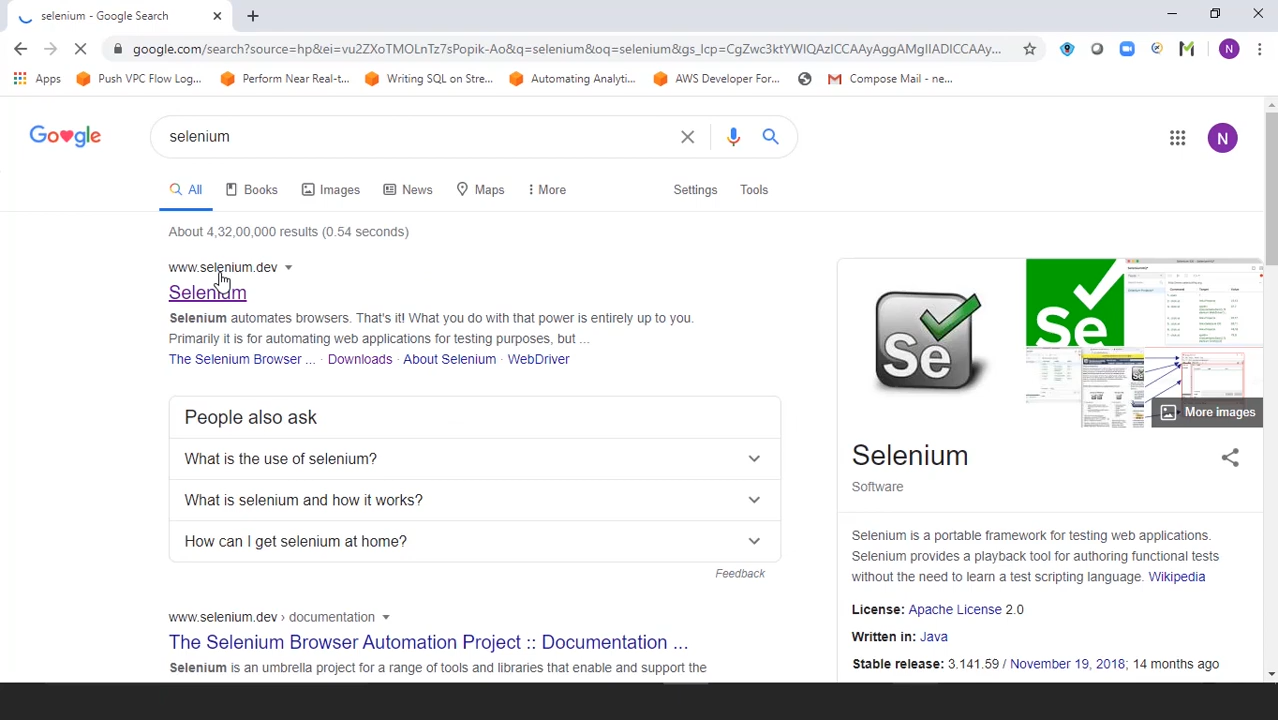 selenium - Google Search
google.com/search?source=hp&ei=vu2ZXoTMOLnTz7sPopik-Ao&q=selenium&oq=selenium&gs_lcp=CgZwc3ktYWIQAzICCAAyAggAMgIIADICCAAy...
N
Apps
Push VPC Flow Log...
Perform Near Real-t...
Writing SQL on Stre...
Automating Analyti...
AWS Developer For...
Compose Mail - ne...
Google
selenium
N
All
Books
Images
News
Maps
More
Settings
Tools
About 4,32,00,000 results (0.54 seconds)
www.selenium.dev
Selenium
Selenium automates browsers. That's it! What you do with that power is entirely up to you.
Primarily it is for automating web applications for testing purposes, but ...
The Selenium Browser ... · Downloads · About Selenium · WebDriver
People also ask
What is the use of selenium?
What is selenium and how it works?
How can I get selenium at home?
Feedback
www.selenium.dev › documentation
The Selenium Browser Automation Project :: Documentation ...
Selenium is an umbrella project for a range of tools and libraries that enable and support the
Se
Se
More images
Selenium
Software
Selenium is a portable framework for testing web applications.
Selenium provides a playback tool for authoring functional tests
without the need to learn a test scripting language. Wikipedia
License: Apache License 2.0
Written in: Java
Stable release: 3.141.59 / November 19, 2018; 14 months ago